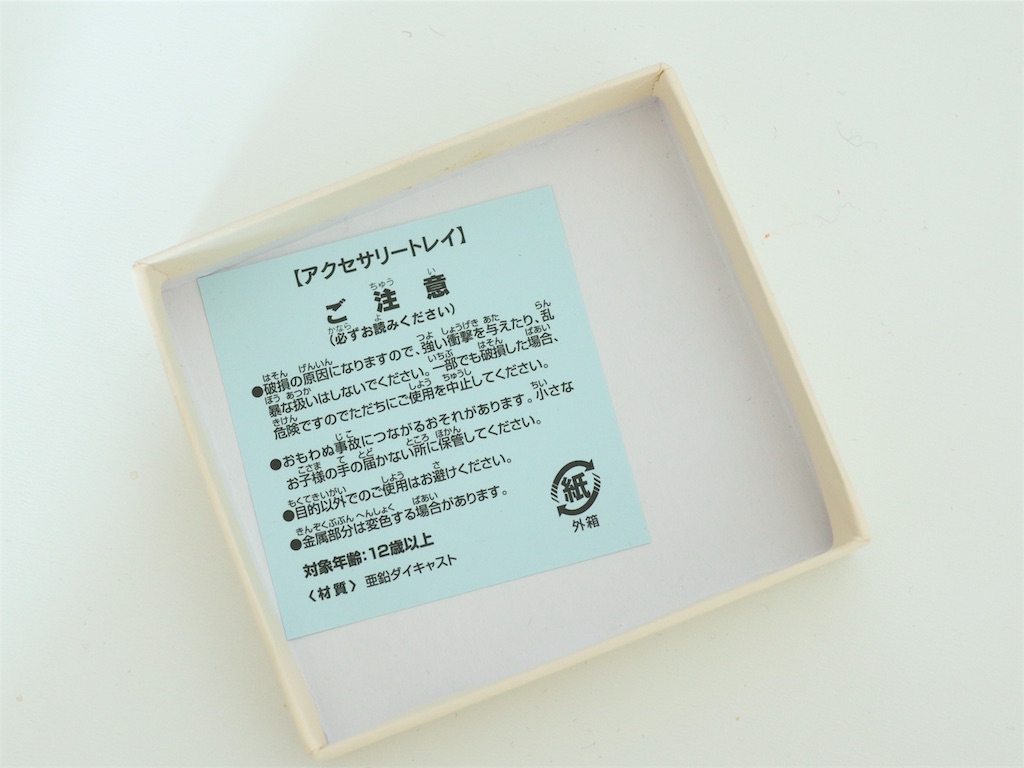 【アクセサリートレイ】
ご注意
（必ずお読みください）
●破損の原因になりますので、強い衝撃を与えたり、乱
暴な扱いはしないでください。一部でも破損した場合、
危険ですのでただちにご使用を中止してください。
●おもわぬ事故につながるおそれがあります。小さな
お子様の手の届かない所に保管してください。
●目的以外でのご使用はお避けください。
●金属部分は変色する場合があります。
対象年齢：12歳以上
〈材質〉亜鉛ダイキャスト
紙
外箱